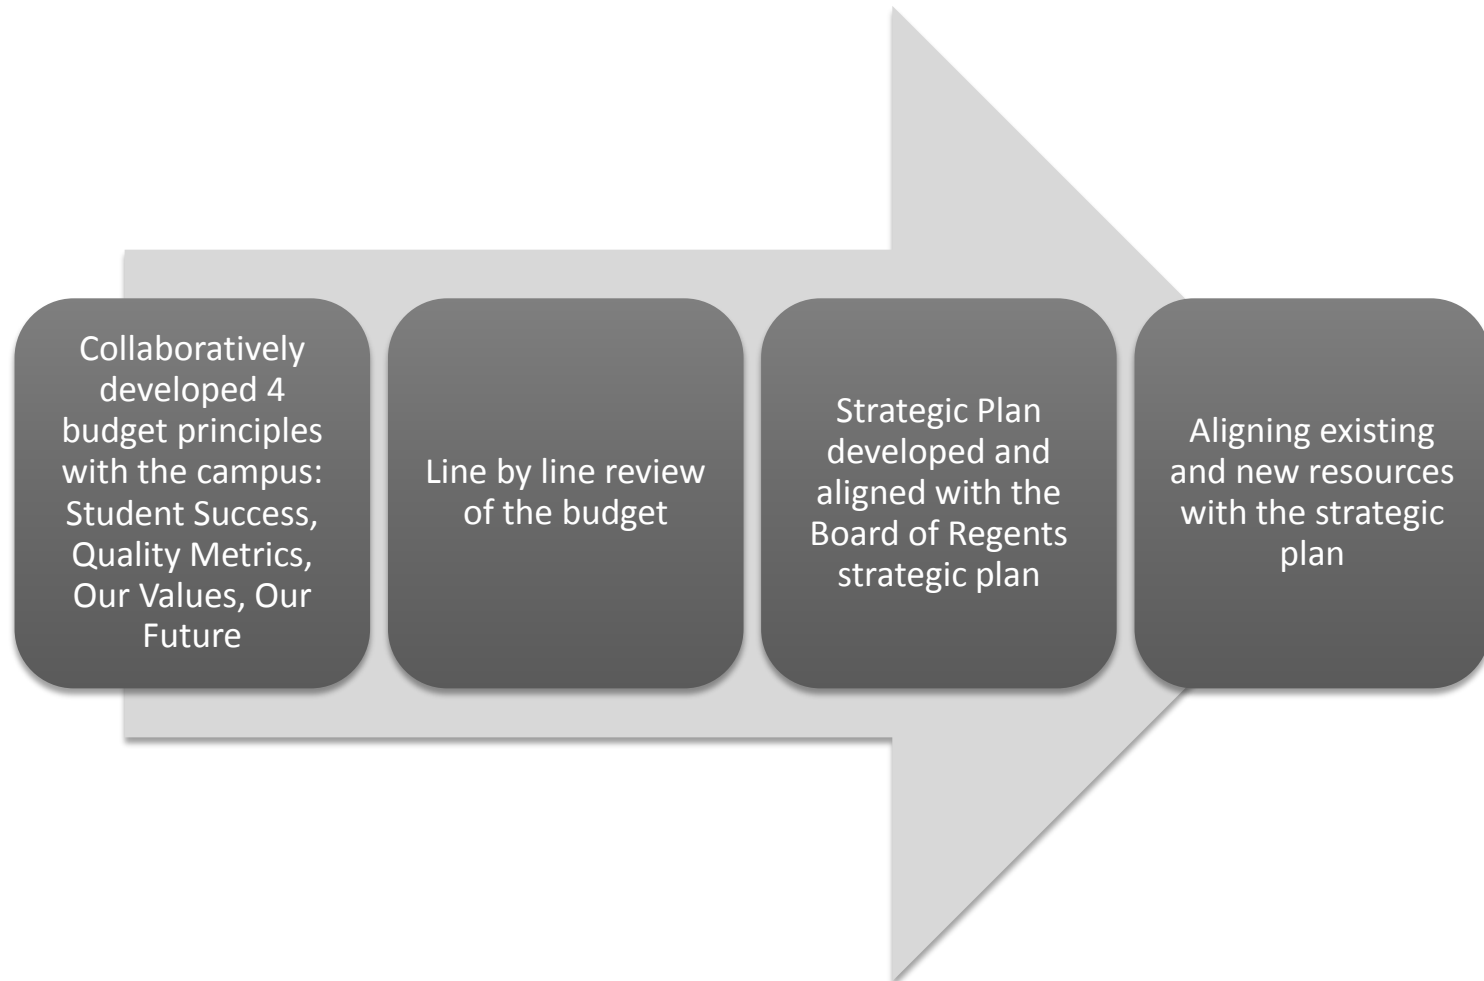 Collaboratively
developed 4
budget principles
with the campus:
Student Success,
Quality Metrics,
Our Values, Our
Future
Line by line review
of the budget
Strategic Plan
developed and
aligned with the
Board of Regents
strategic plan
Aligning existing
and new resources
with the strategic
plan